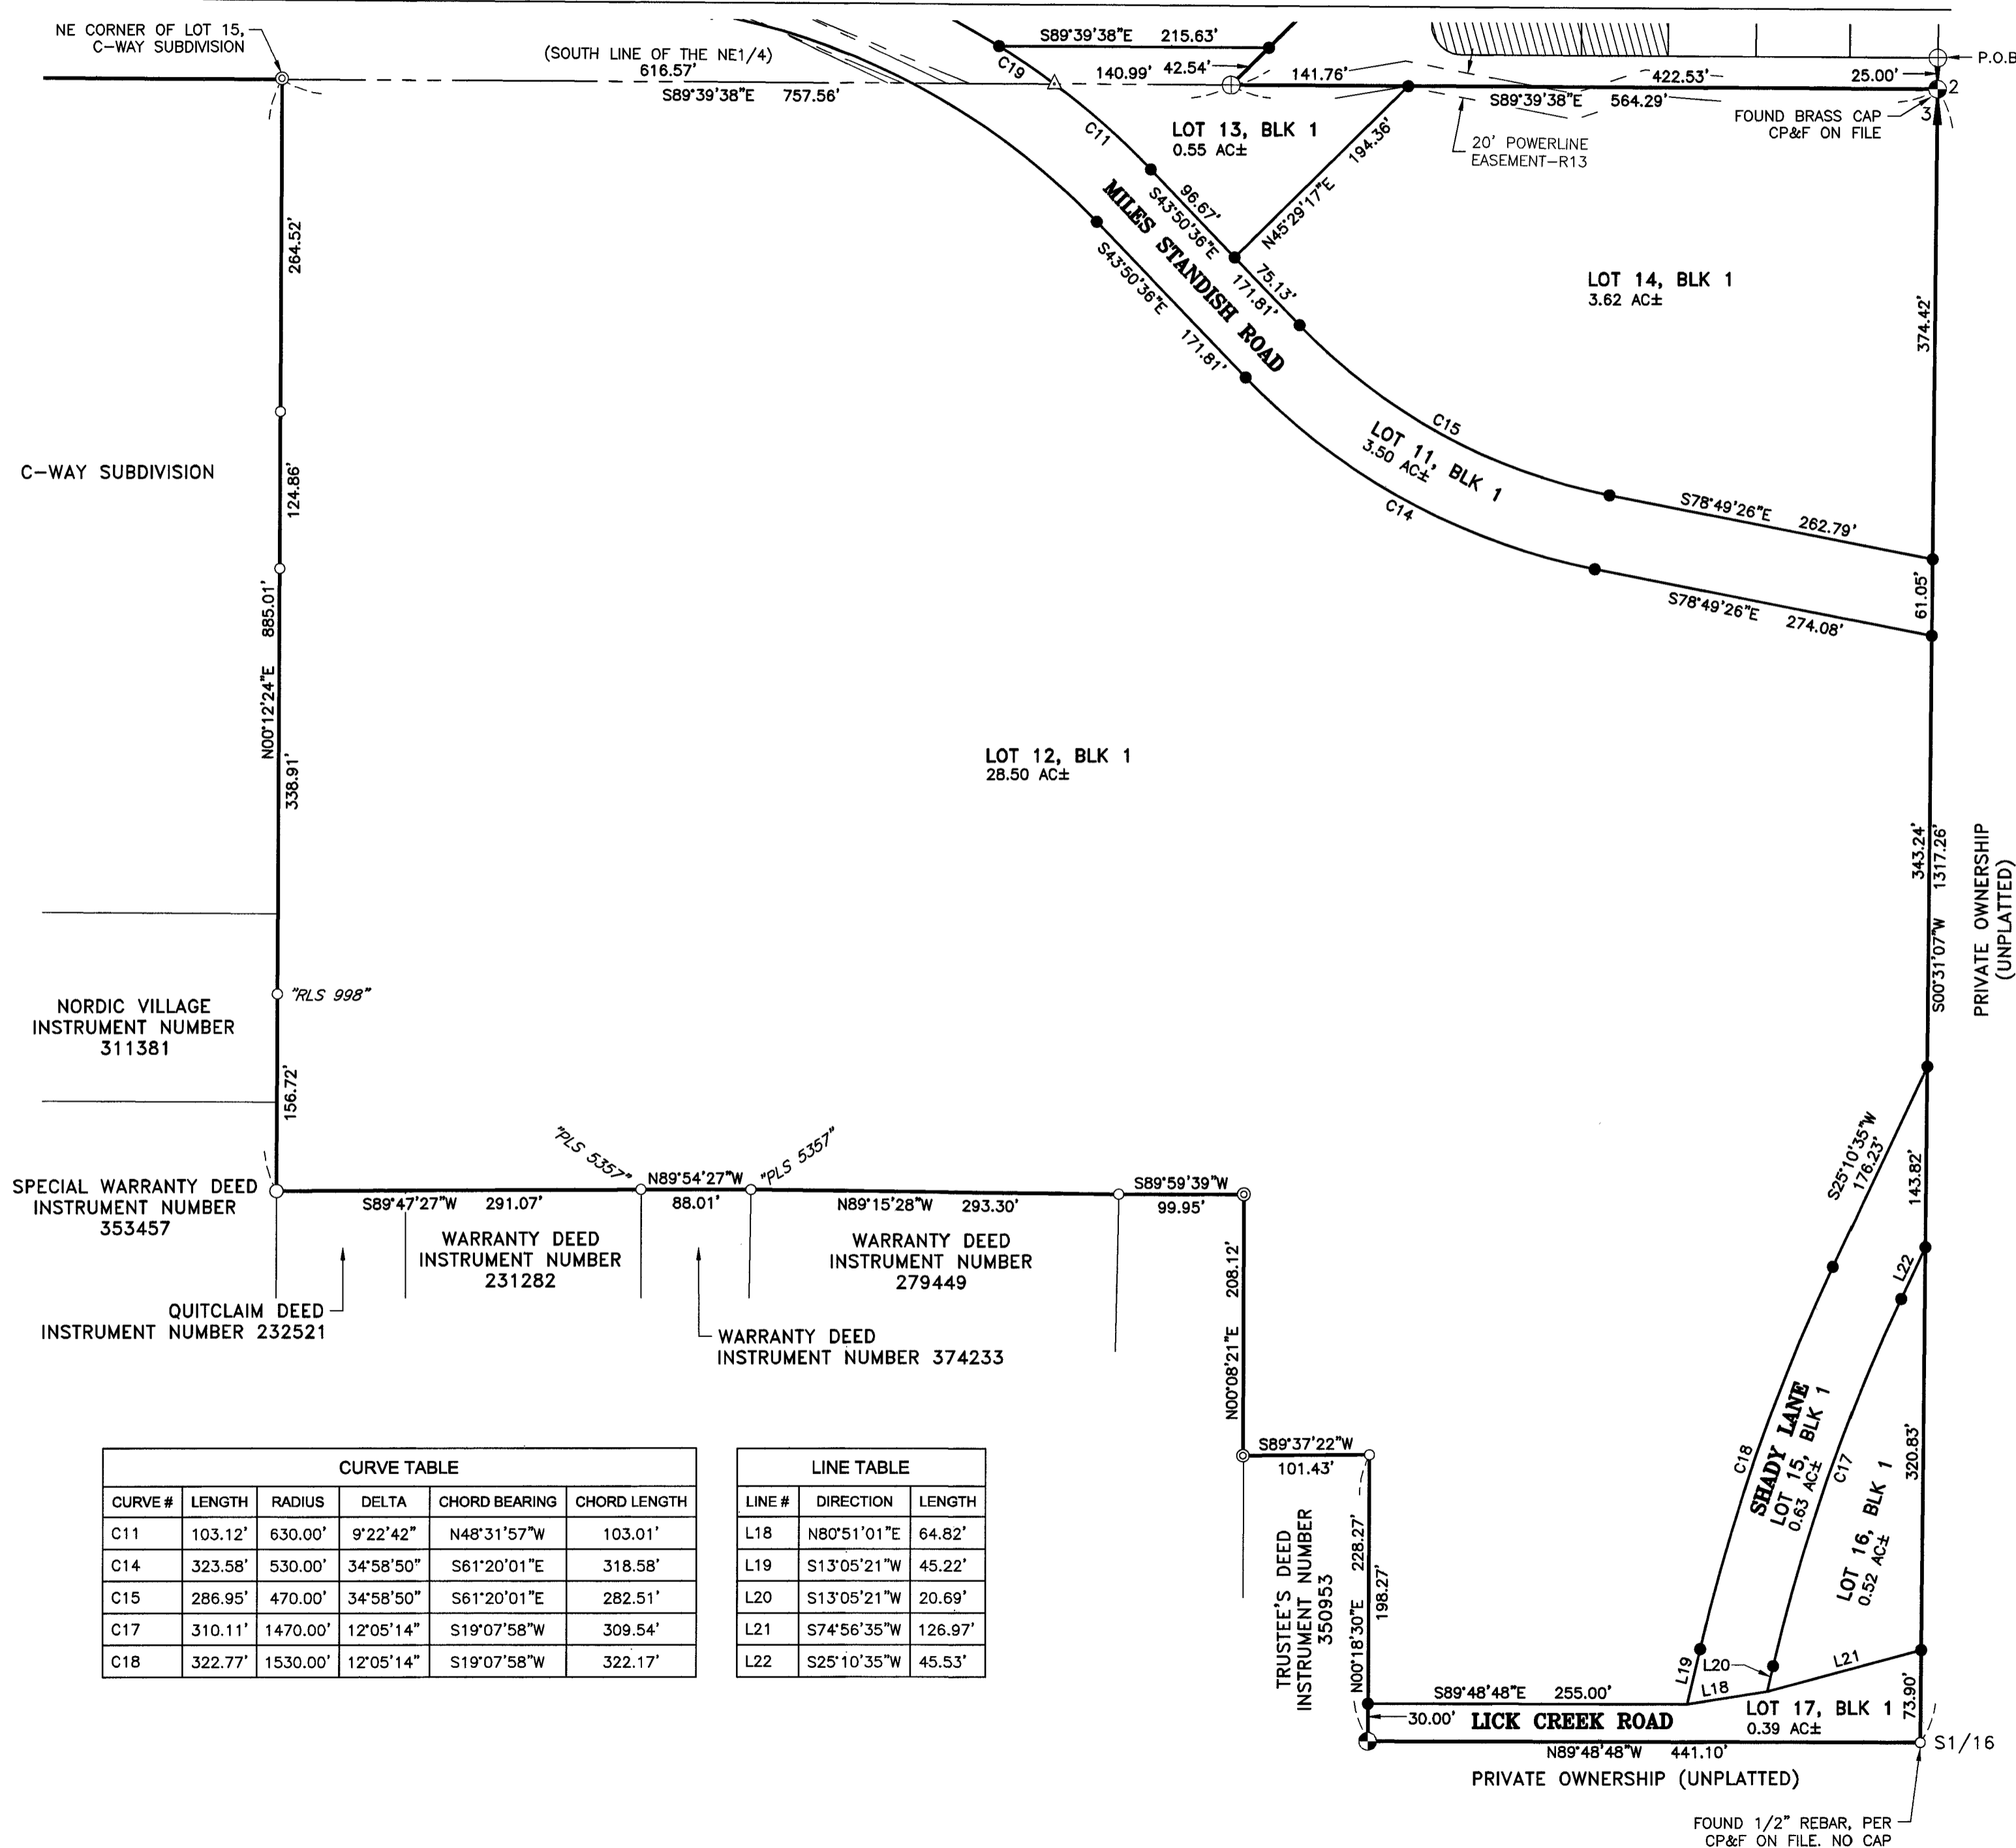 NE CORNER OF LOT 15,
C-WAY SUBDIVISION
(SOUTH LINE OF THE NE1/4)
616.57'
S89°39'38"E 757.56'
S89°39'38"E 215.63'
C19
140.99'
42.54'
141.76'
422.53'
25.00'
P.O.B
S89°39'38"E 564.29'
2
3
FOUND BRASS CAP
CP&F ON FILE
20' POWERLINE
EASEMENT-R13
C11
LOT 13, BLK 1
0.55 AC±
194.36'
N45°29'17"E
96.67'
S43°50'36"E
MILES STANDISH ROAD
75.13'
171.81'
S43°50'36"E
171.81'
264.52'
LOT 14, BLK 1
3.62 AC±
374.42'
C15
LOT 11, BLK 1
3.50 AC±
C14
S78°49'26"E 262.79'
61.05'
S78°49'26"E 274.08'
C-WAY SUBDIVISION
124.86'
N00°12'24"E 885.01'
338.91'
LOT 12, BLK 1
28.50 AC±
343.24'
S00°31'07"W 1317.26'
PRIVATE OWNERSHIP
(UNPLATTED)
NORDIC VILLAGE
INSTRUMENT NUMBER
311381
"RLS 998"
156.72'
SPECIAL WARRANTY DEED
INSTRUMENT NUMBER
353457
"PLS 5357"
"PLS 5357"
S89°47'27"W 291.07'
N89°54'27"W
88.01'
N89°15'28"W 293.30'
S89°59'39"W
99.95'
WARRANTY DEED
INSTRUMENT NUMBER
231282
WARRANTY DEED
INSTRUMENT NUMBER
279449
QUITCLAIM DEED
INSTRUMENT NUMBER 232521
WARRANTY DEED
INSTRUMENT NUMBER 374233
N00°08'21"E 208.12'
S89°37'22"W
101.43'
S25°10'35"W
176.23'
143.82'
L22
C18
SHADY LANE
LOT 15, BLK 1
0.63 AC±
C17
LOT 16, BLK 1
0.52 AC±
320.83'
CURVE TABLE
CURVE # LENGTH RADIUS DELTA CHORD BEARING CHORD LENGTH
C11 103.12' 630.00' 9°22'42" N48°31'57"W 103.01'
C14 323.58' 530.00' 34°58'50" S61°20'01"E 318.58'
C15 286.95' 470.00' 34°58'50" S61°20'01"E 282.51'
C17 310.11' 1470.00' 12°05'14" S19°07'58"W 309.54'
C18 322.77' 1530.00' 12°05'14" S19°07'58"W 322.17'
LINE TABLE
LINE # DIRECTION LENGTH
L18 N80°51'01"E 64.82'
L19 S13°05'21"W 45.22'
L20 S13°05'21"W 20.69'
L21 S74°56'35"W 126.97'
L22 S25°10'35"W 45.53'
TRUSTEE'S DEED
INSTRUMENT NUMBER
350953
N00°18'30"E 228.27'
198.27'
L19
L20
L18
L21
S89°48'48"E 255.00'
30.00'
LICK CREEK ROAD
LOT 17, BLK 1
0.39 AC±
73.90'
N89°48'48"W 441.10'
S1/16
PRIVATE OWNERSHIP (UNPLATTED)
FOUND 1/2" REBAR, PER
CP&F ON FILE. NO CAP